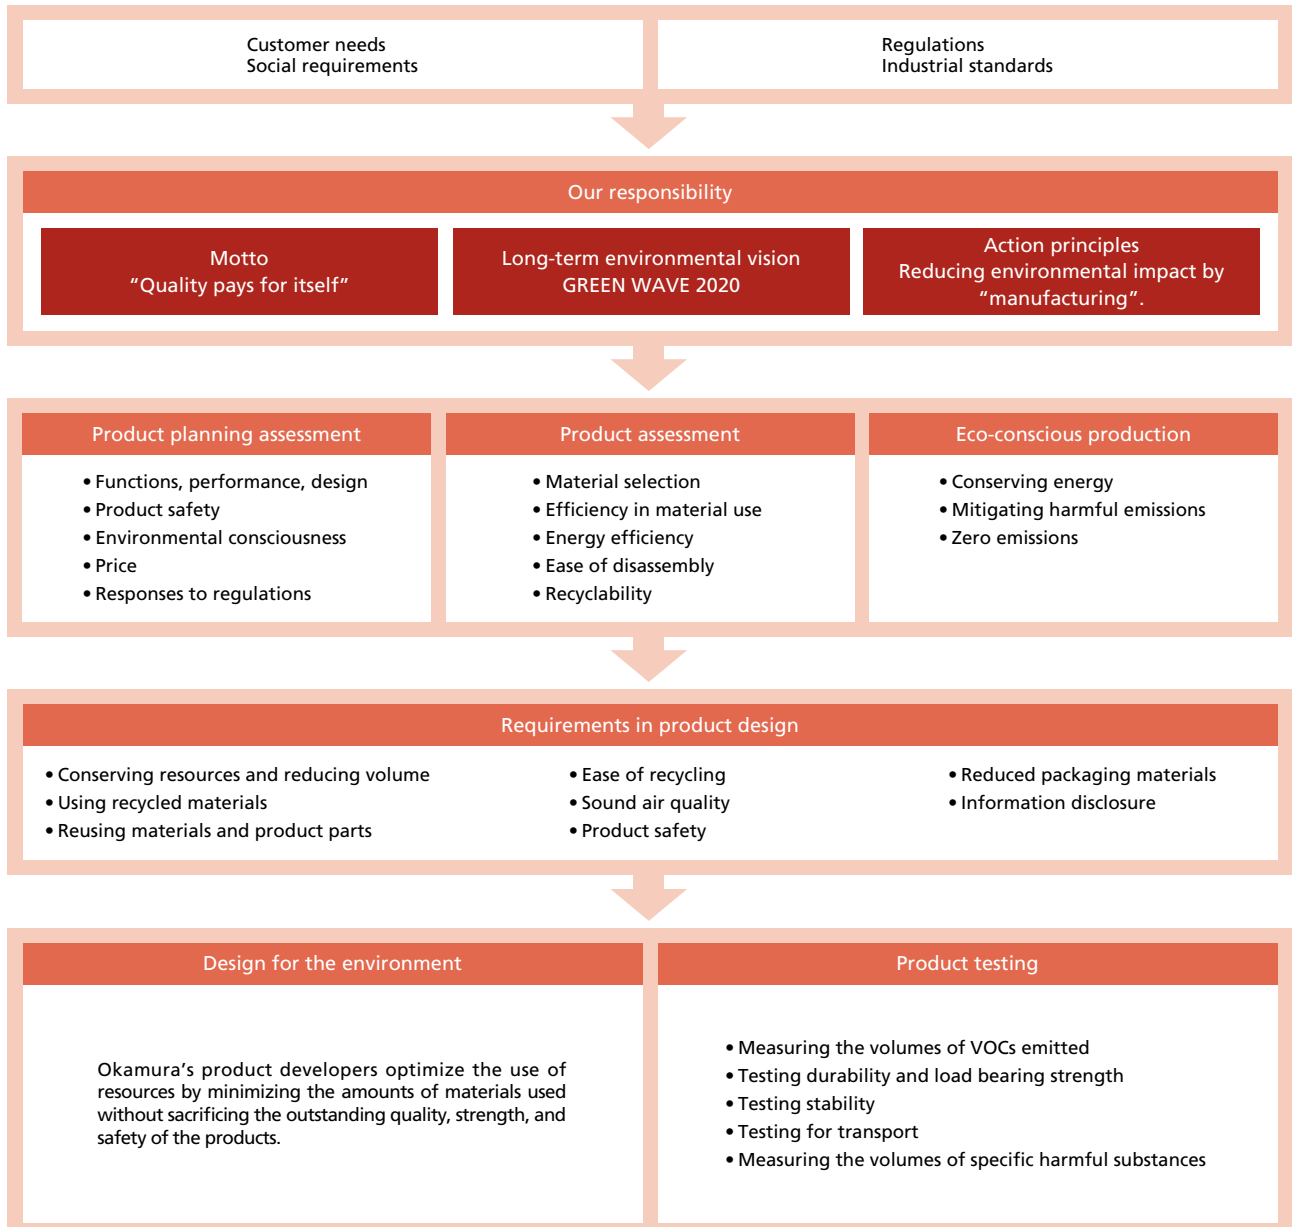 Customer needs
Social requirements
Regulations
Industrial standards
Our responsibility
Motto
“Quality pays for itself”
Long-term environmental vision
GREEN WAVE 2020
Action principles
Reducing environmental impact by
“manufacturing”.
Product planning assessment
• Functions, performance, design
• Product safety
• Environmental consciousness
• Price
• Responses to regulations
Product assessment
• Material selection
• Efficiency in material use
• Energy efficiency
• Ease of disassembly
• Recyclability
Eco-conscious production
• Conserving energy
• Mitigating harmful emissions
• Zero emissions
Requirements in product design
• Conserving resources and reducing volume
• Using recycled materials
• Reusing materials and product parts
• Ease of recycling
• Sound air quality
• Product safety
• Reduced packaging materials
• Information disclosure
Design for the environment
Okamura’s product developers optimize the use of
resources by minimizing the amounts of materials used
without sacrificing the outstanding quality, strength, and
safety of the products.
Product testing
• Measuring the volumes of VOCs emitted
• Testing durability and load bearing strength
• Testing stability
• Testing for transport
• Measuring the volumes of specific harmful substances